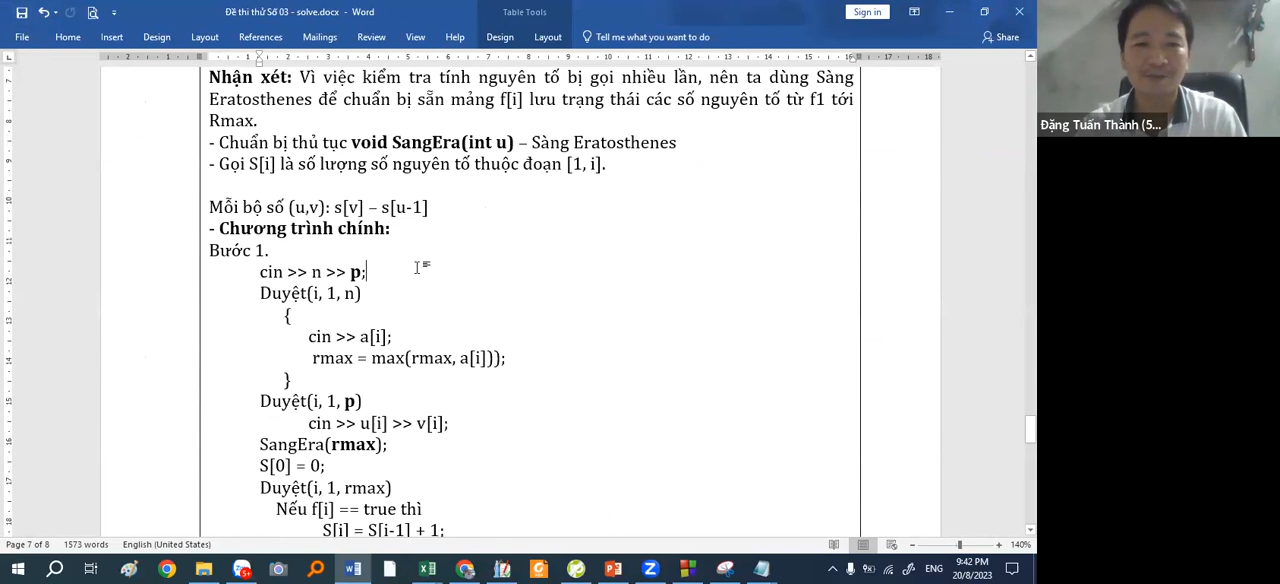 Đề thi thử Số 03 - solve.docx - Word
Table Tools
Sign in
File Home Insert Design Layout References Mailings Review View Help Design Layout Tell me what you want to do Share
Nhận xét: Vì việc kiểm tra tính nguyên tố bị gọi nhiều lần, nên ta dùng Sàng
Eratosthenes để chuẩn bị sẵn mảng f[i] lưu trạng thái các số nguyên tố từ f1 tới
Rmax.
- Chuẩn bị thủ tục void SangEra(int u) – Sàng Eratosthenes
- Gọi S[i] là số lượng số nguyên tố thuộc đoạn [1, i].
Mỗi bộ số (u,v): s[v] – s[u-1]
- Chương trình chính:
Bước 1.
cin >> n >> p;
Duyệt(i, 1, n)
{
cin >> a[i];
rmax = max(rmax, a[i]));
}
Duyệt(i, 1, p)
cin >> u[i] >> v[i];
SangEra(rmax);
S[0] = 0;
Duyệt(i, 1, rmax)
Nếu f[i] == true thì
S[i] = S[i-1] + 1;
Đặng Tuấn Thành (5...
Page 7 of 8 1573 words English (United States) 140%
ENG 9:42 PM
20/8/2023